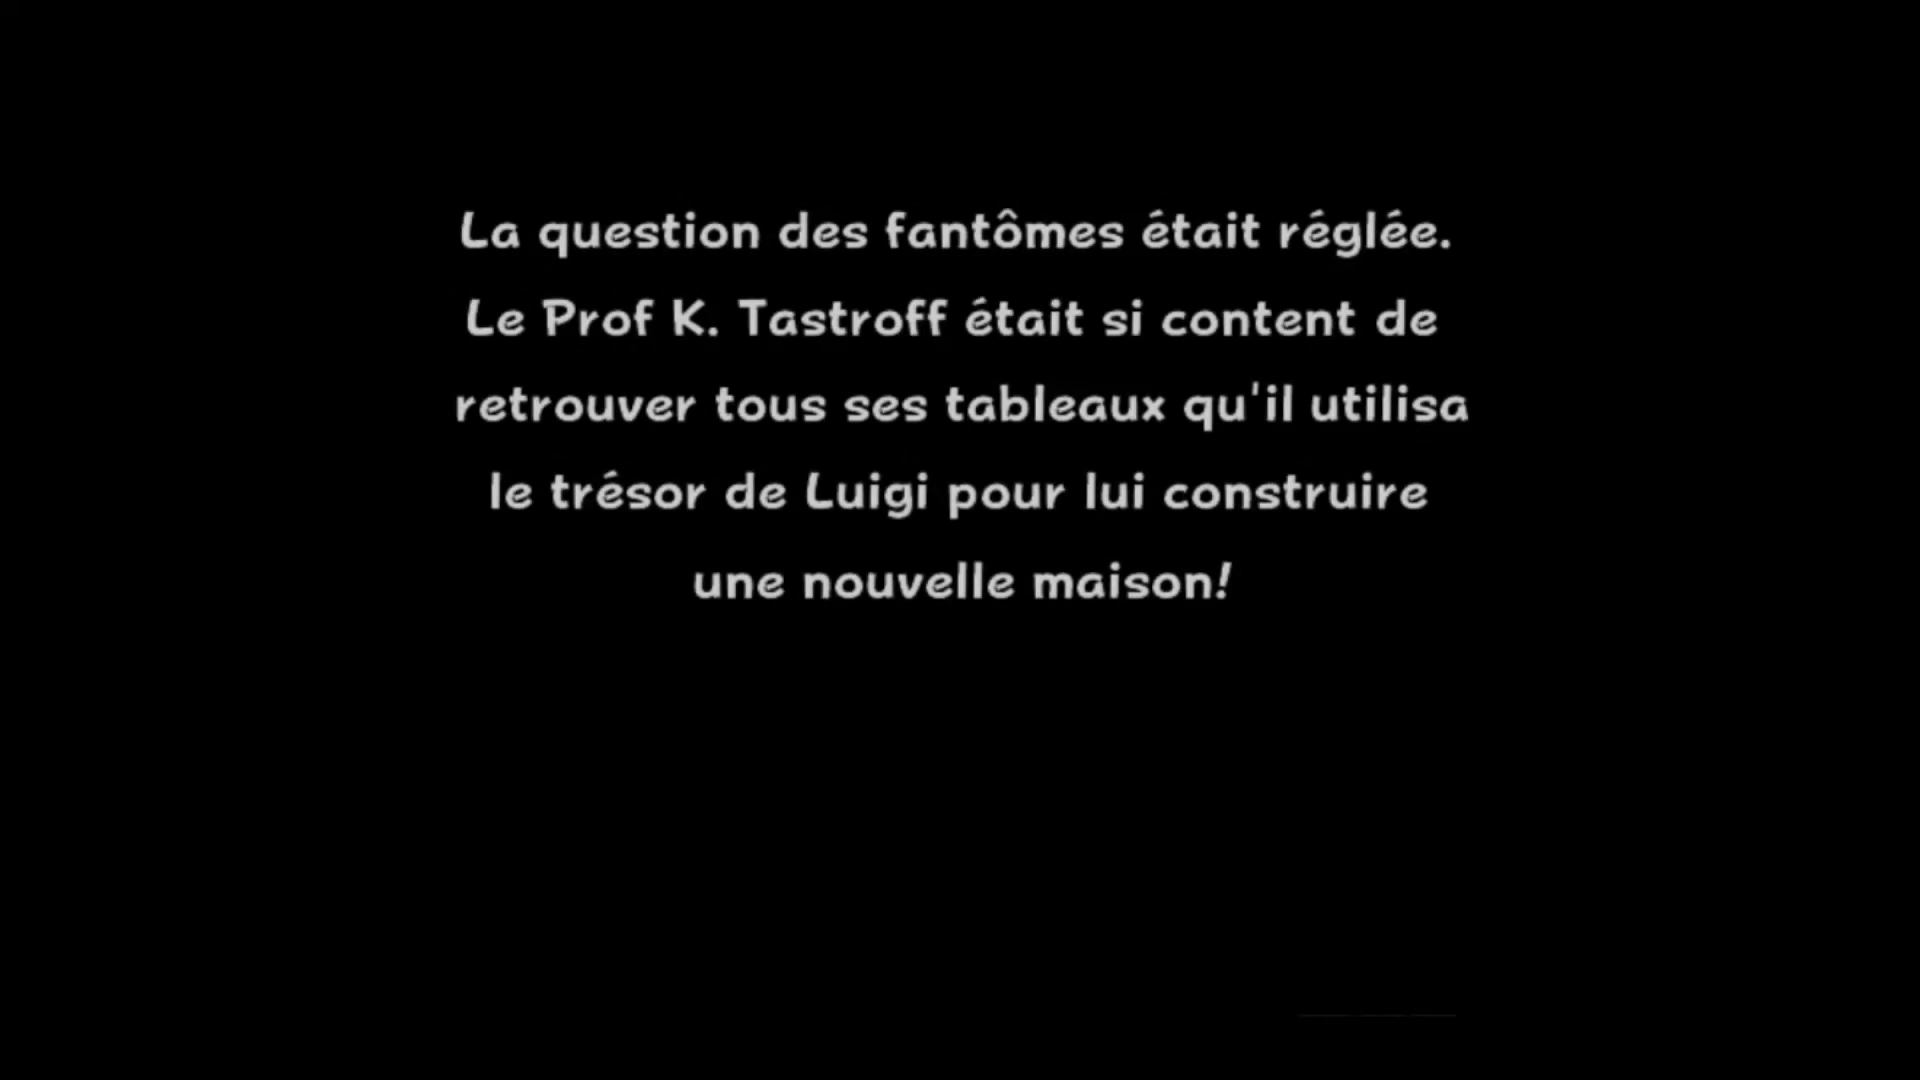 La question des fantômes était réglée.
Le Prof K. Tastroff était si content de
retrouver tous ses tableaux qu'il utilisa
le trésor de Luigi pour lui construire
une nouvelle maison!